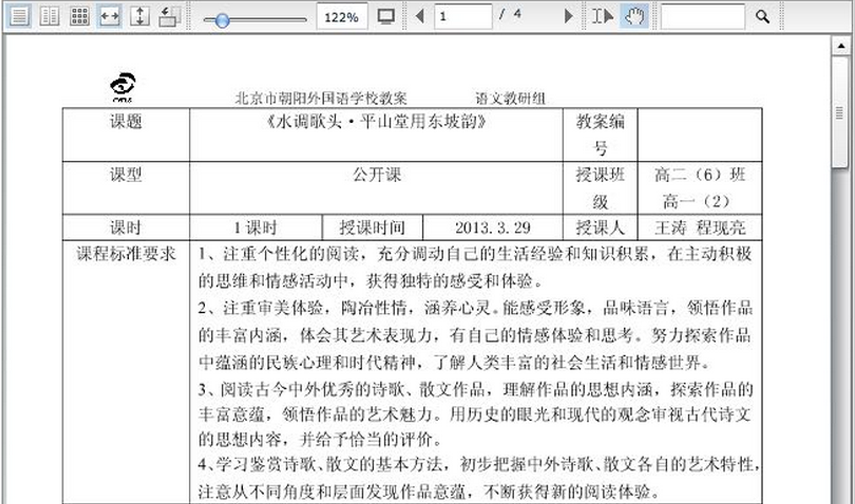 122%
1 / 4
北京市朝阳外国语学校教案 语文教研组
课题 《水调歌头·平山堂用东坡韵》 教案编
号
课型 公开课 授课班 高二（6）班
级 高一（2）
课时 1课时 授课时间 2013.3.29 授课人 王涛 程现亮
课程标准要求 1、注重个性化的阅读，充分调动自己的生活经验和知识积累，在主动积极
的思维和情感活动中，获得独特的感受和体验。
2、注重审美体验，陶冶性情，涵养心灵。能感受形象，品味语言，领悟作品
的丰富内涵，体会其艺术表现力，有自己的情感体验和思考。努力探索作品
中蕴涵的民族心理和时代精神，了解人类丰富的社会生活和情感世界。
3、阅读古今中外优秀的诗歌、散文作品，理解作品的思想内涵，探索作品的
丰富意蕴，领悟作品的艺术魅力。用历史的眼光和现代的观念审视古代诗文
的思想内容，并给予恰当的评价。
4、学习鉴赏诗歌、散文的基本方法，初步把握中外诗歌、散文各自的艺术特性，
注意从不同角度和层面发现作品意蕴，不断获得新的阅读体验。